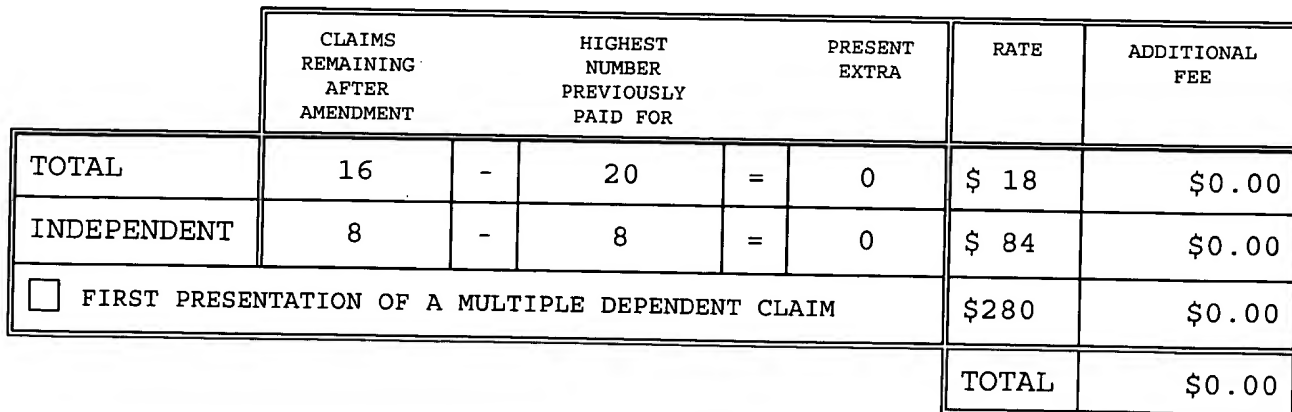 CLAIMS REMAINING AFTER AMENDMENT HIGHEST NUMBER PREVIOUSLY PAID FOR PRESENT EXTRA RATE ADDITIONAL FEE
TOTAL 16 - 20 = 0 $ 18 $0.00
INDEPENDENT 8 - 8 = 0 $ 84 $0.00
☐ FIRST PRESENTATION OF A MULTIPLE DEPENDENT CLAIM $280 $0.00
TOTAL $0.00